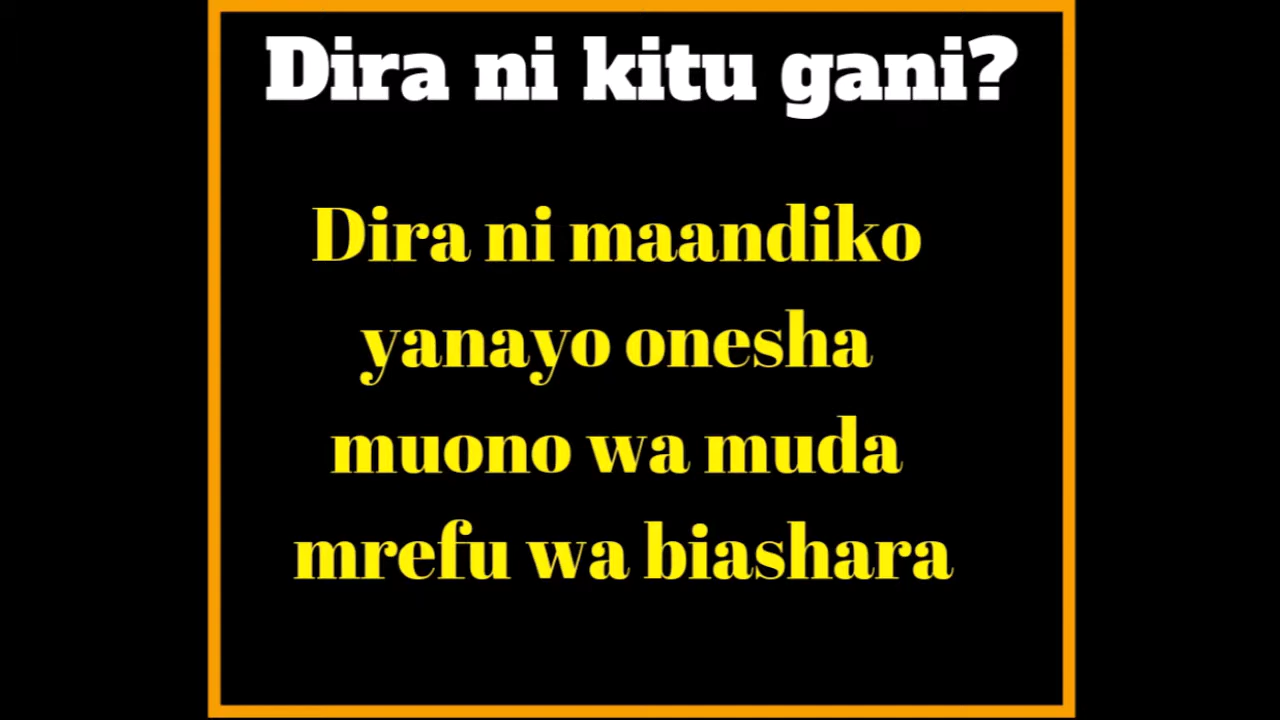 Dira ni kitu gani?
Dira ni maandiko
yanayo onesha
muono wa muda
mrefu wa biashara